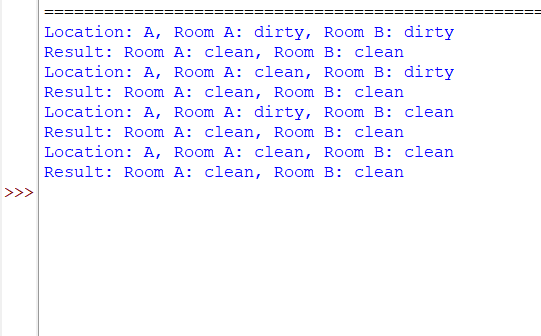 ======================================================
Location: A, Room A: dirty, Room B: dirty
Result: Room A: clean, Room B: clean
Location: A, Room A: clean, Room B: dirty
Result: Room A: clean, Room B: clean
Location: A, Room A: dirty, Room B: clean
Result: Room A: clean, Room B: clean
Location: A, Room A: clean, Room B: clean
Result: Room A: clean, Room B: clean
>>>